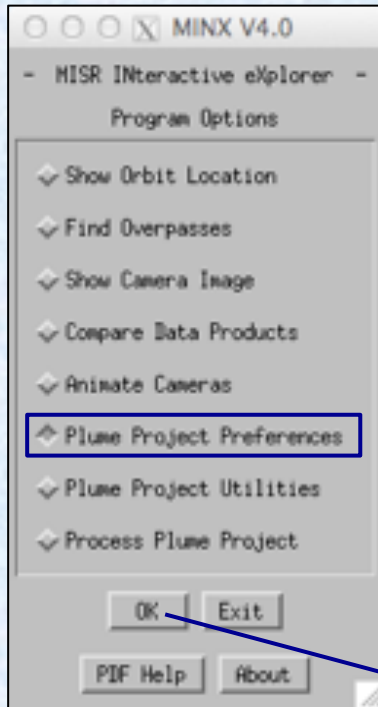 MINX V4.0
- MISR INteractive eXplorer -
Program Options
Show Orbit Location
Find Overpasses
Show Camera Image
Compare Data Products
Animate Cameras
Plume Project Preferences
Plume Project Utilities
Process Plume Project
OK Exit
PDF Help About